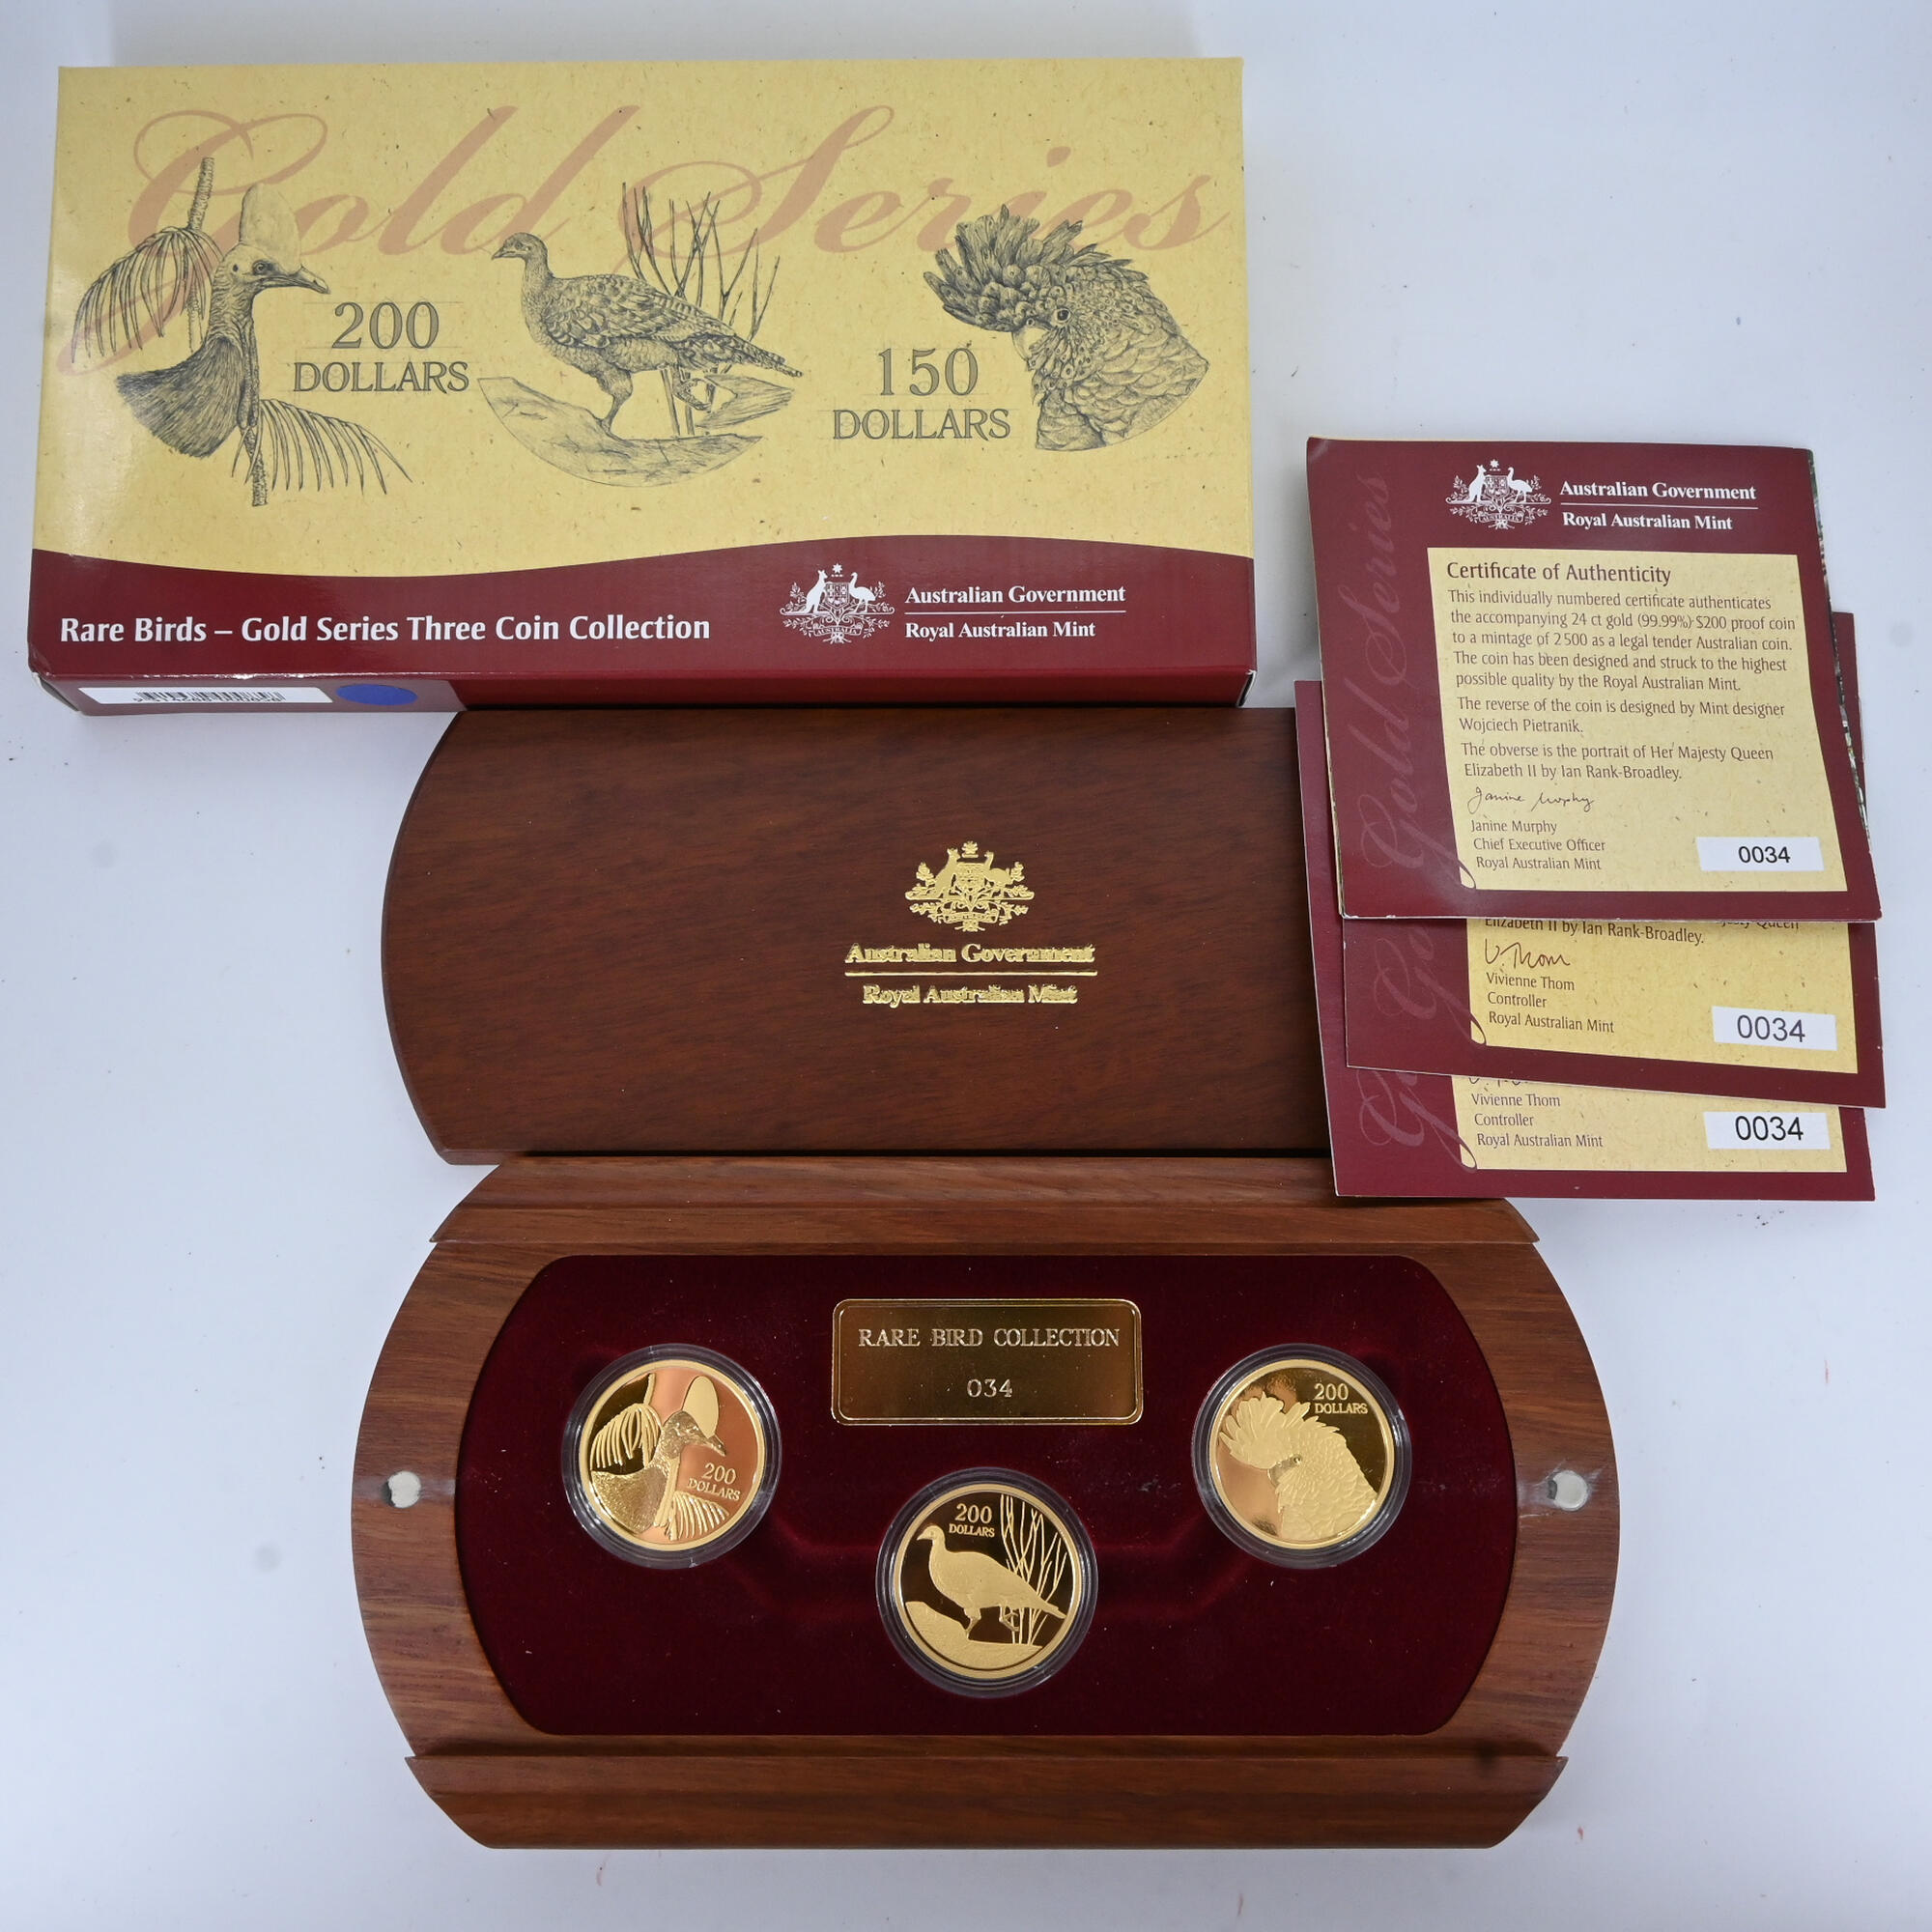 Gold Series
200
DOLLARS
150
DOLLARS
Rare Birds – Gold Series Three Coin Collection
Australian Government
Royal Australian Mint
Gold Series
Australian Government
Royal Australian Mint
Certificate of Authenticity
This individually numbered certificate authenticates
the accompanying 24 ct gold (99.99%) $200 proof coin
to a mintage of 2500 as a legal tender Australian coin.
The coin has been designed and struck to the highest
possible quality by the Royal Australian Mint.
The reverse of the coin is designed by Mint designer
Wojciech Pietranik.
The obverse is the portrait of Her Majesty Queen
Elizabeth II by Ian Rank-Broadley.
Janine Murphy
Janine Murphy
Chief Executive Officer
Royal Australian Mint
0034
Elizabeth II by Ian Rank-Broadley.
V. Thom
Vivienne Thom
Controller
Royal Australian Mint
0034
Vivienne Thom
Controller
Royal Australian Mint
0034
Australian Government
Royal Australian Mint
RARE BIRD COLLECTION
034
200
DOLLARS
200
DOLLARS
200
DOLLARS